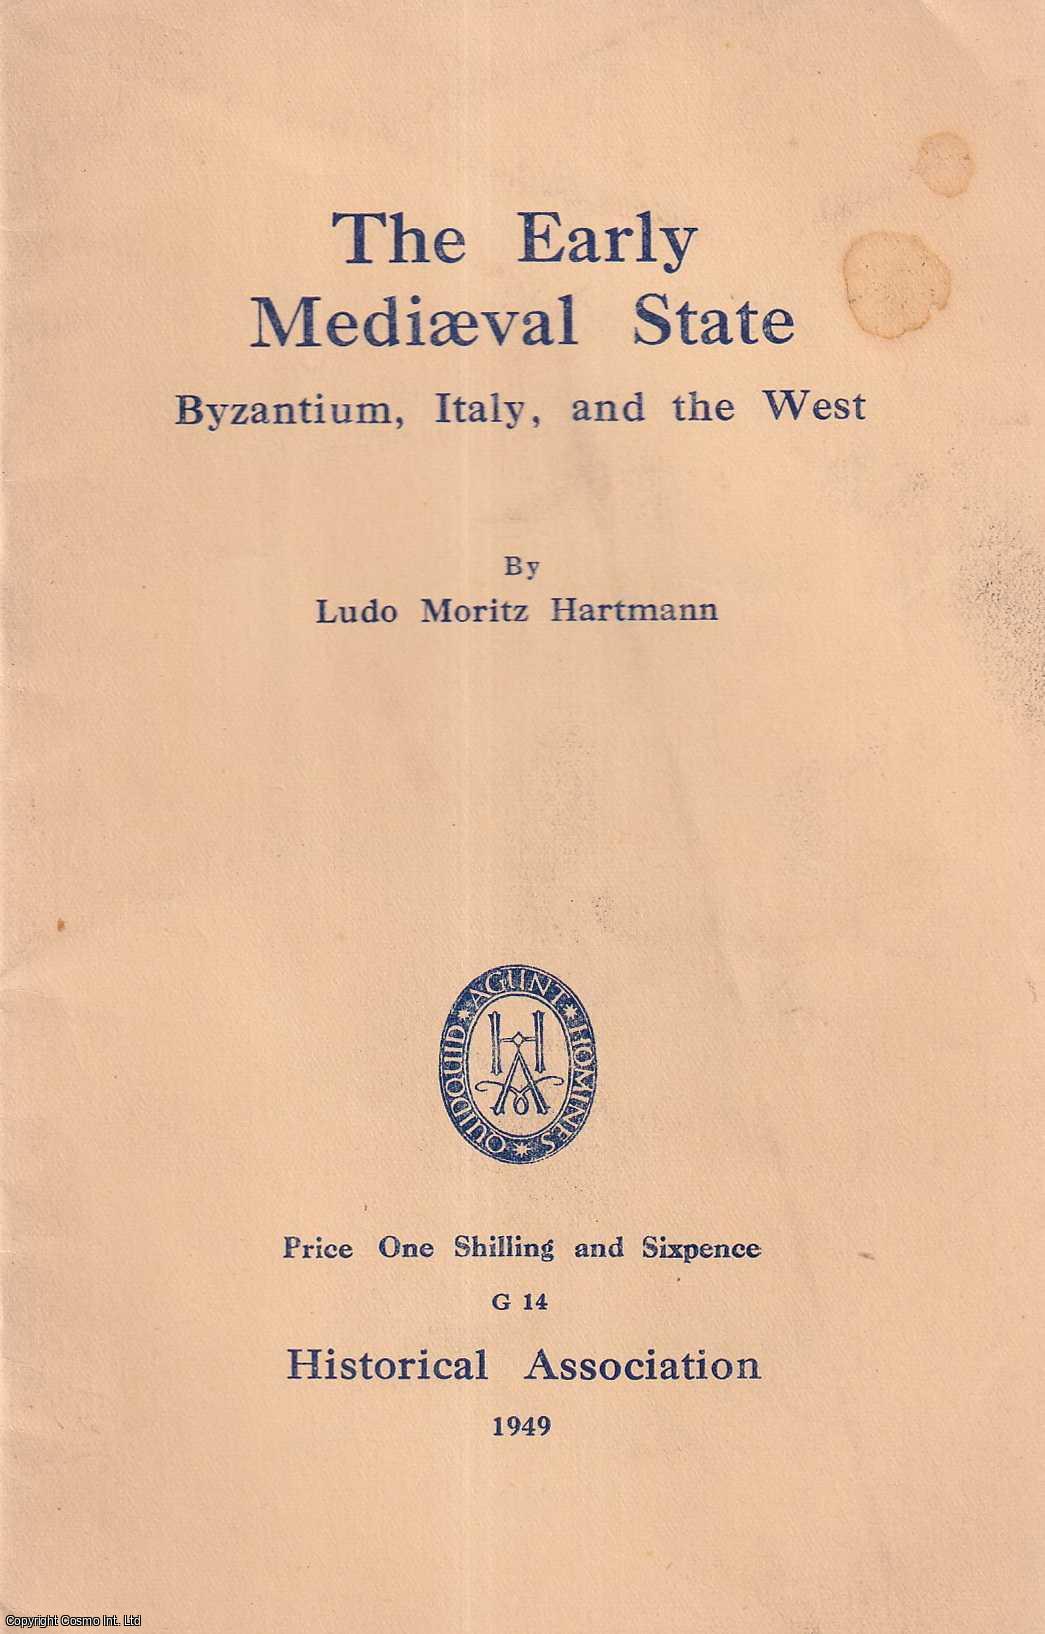 The Early
Mediæval State
Byzantium, Italy, and the West
By
Ludo Moritz Hartmann
QUIDQUID * AGUNT * HOMINES *
HA
Price One Shilling and Sixpence
G 14
Historical Association
1949
Copyright Cosmo Int. Ltd